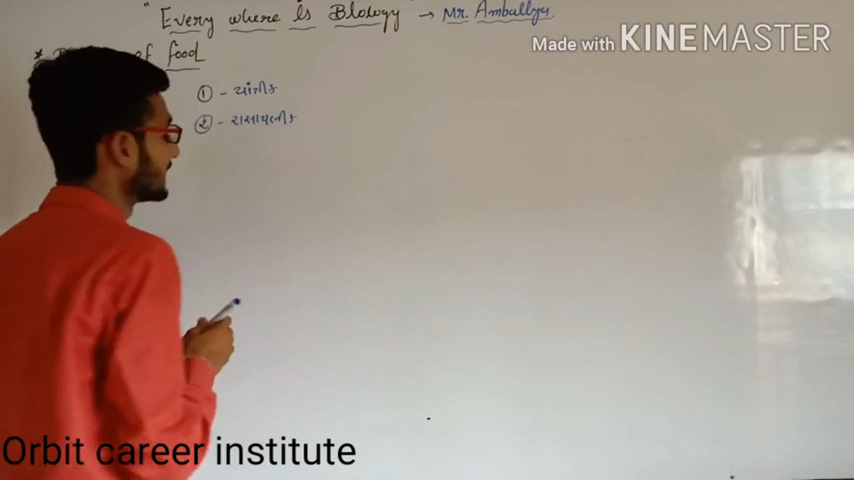 " Every where is Biology → Mr. Ambaliya.
Made with KINEMASTER
* of food
① - યાંત્રીક
② - રાસાયણીક
Orbit career institute